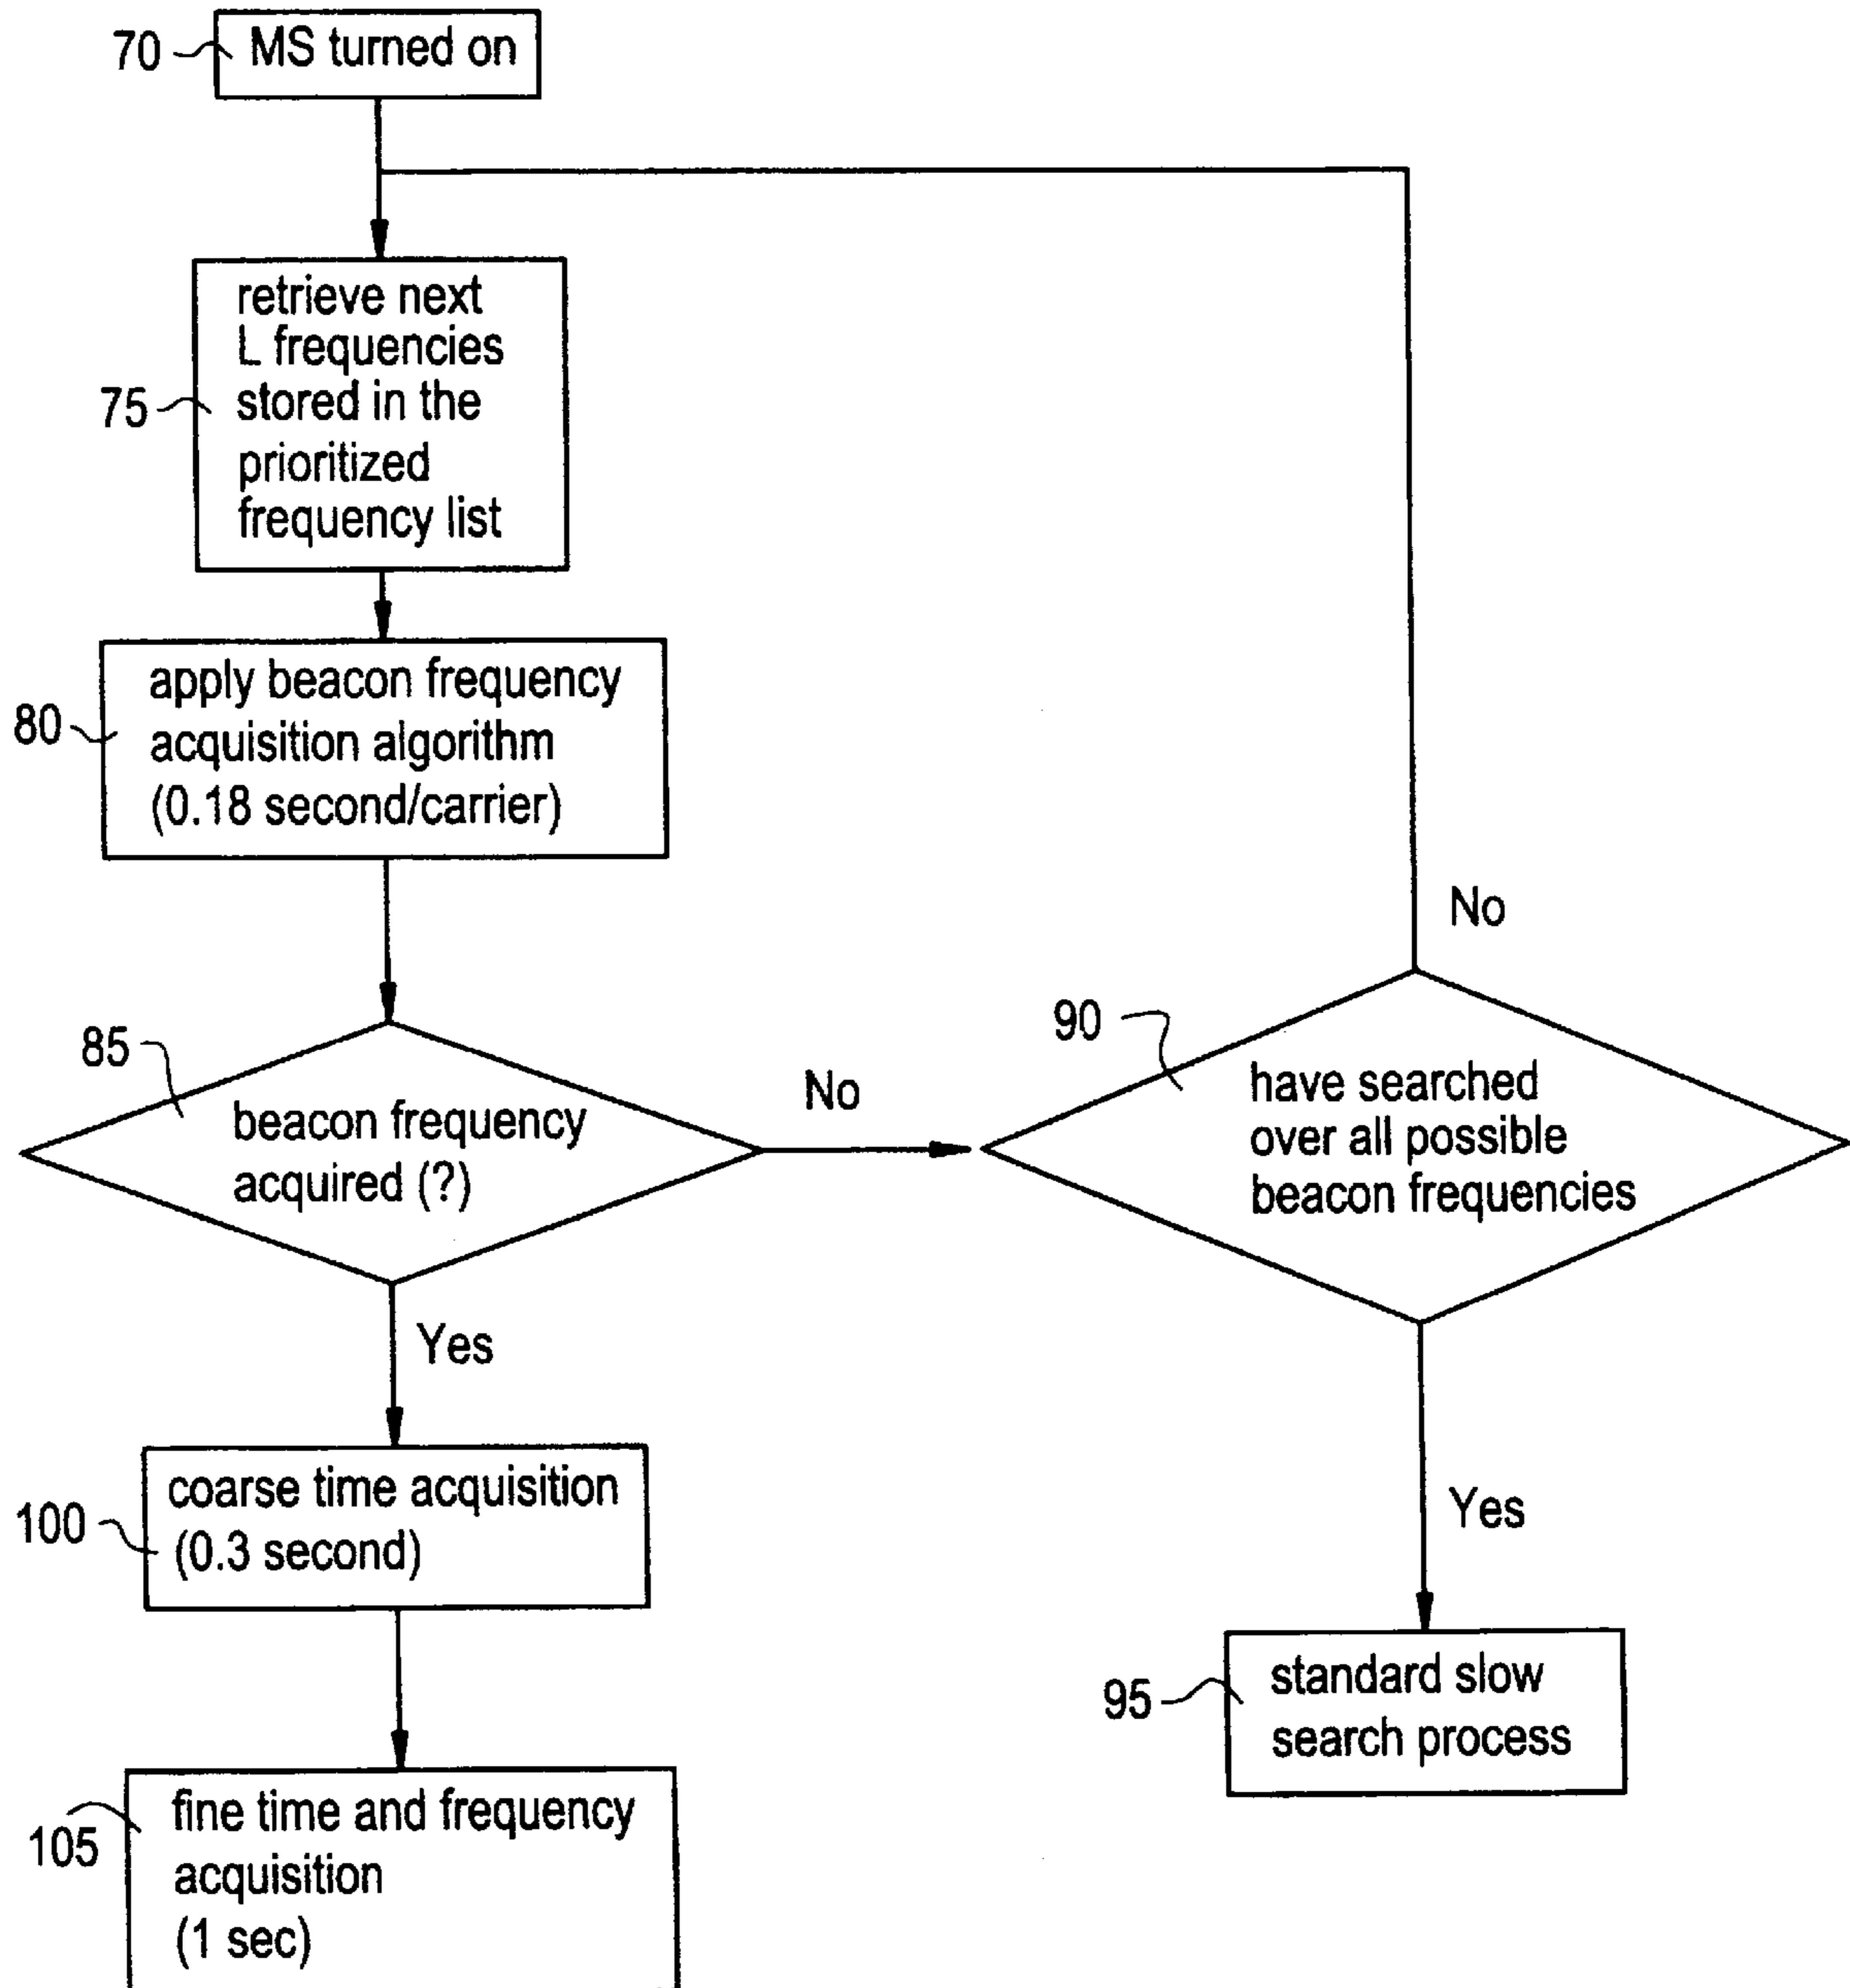 70
MS turned on
75
retrieve next
L frequencies
stored in the
prioritized
frequency list
80
apply beacon frequency
acquisition algorithm
(0.18 second/carrier)
85
beacon frequency
acquired (?)
No
90
have searched
over all possible
beacon frequencies
No
Yes
Yes
100
coarse time acquisition
(0.3 second)
95
standard slow
search process
105
fine time and frequency
acquisition
(1 sec)